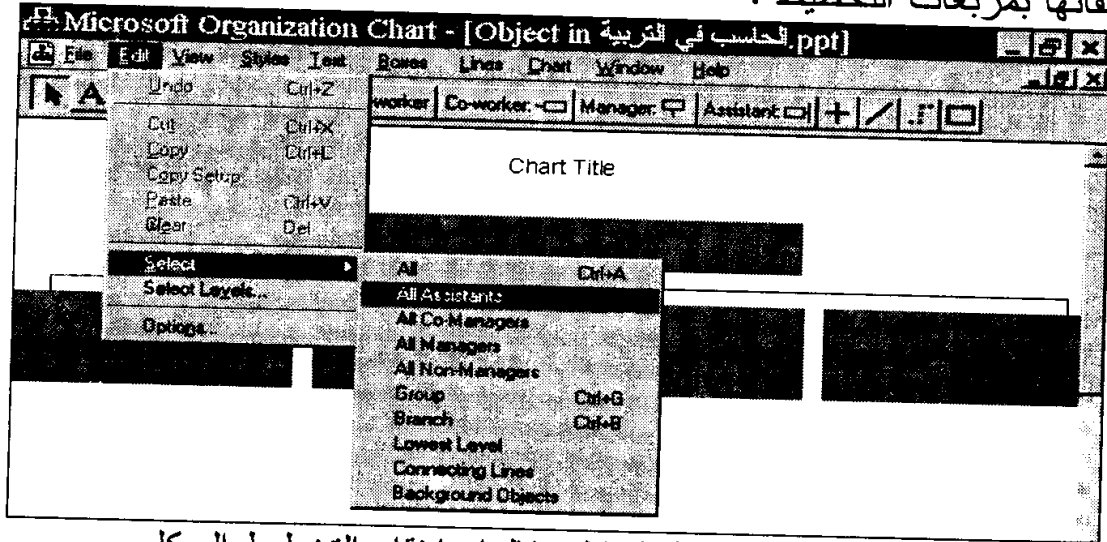 بمربعات
Microsoft Organization Chart - [Object in الحاسب في التربية.ppt]
File Edit View Styles Text Boxes Lines Chart Window Help
A worker Co-worker: Manager: Assistant:
Undo Ctrl+Z
Cut Ctrl+X
Copy Ctrl+C
Copy Setup
Paste Ctrl+V
Clear Del
Select
Select Levels...
Options...
Chart Title
All Ctrl+A
All Assistants
All Co-Managers
All Managers
All Non-Managers
Group Ctrl+G
Branch Ctrl+B
Lowest Level
Connecting Lines
Background Objects